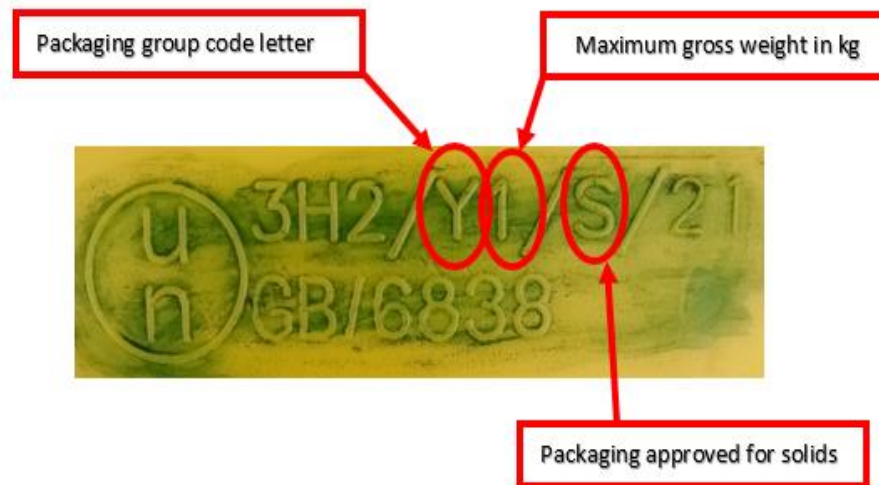 Packaging group code letter
Maximum gross weight in kg
u
n
3H2/Y1/S/21
GB/6838
Packaging approved for solids